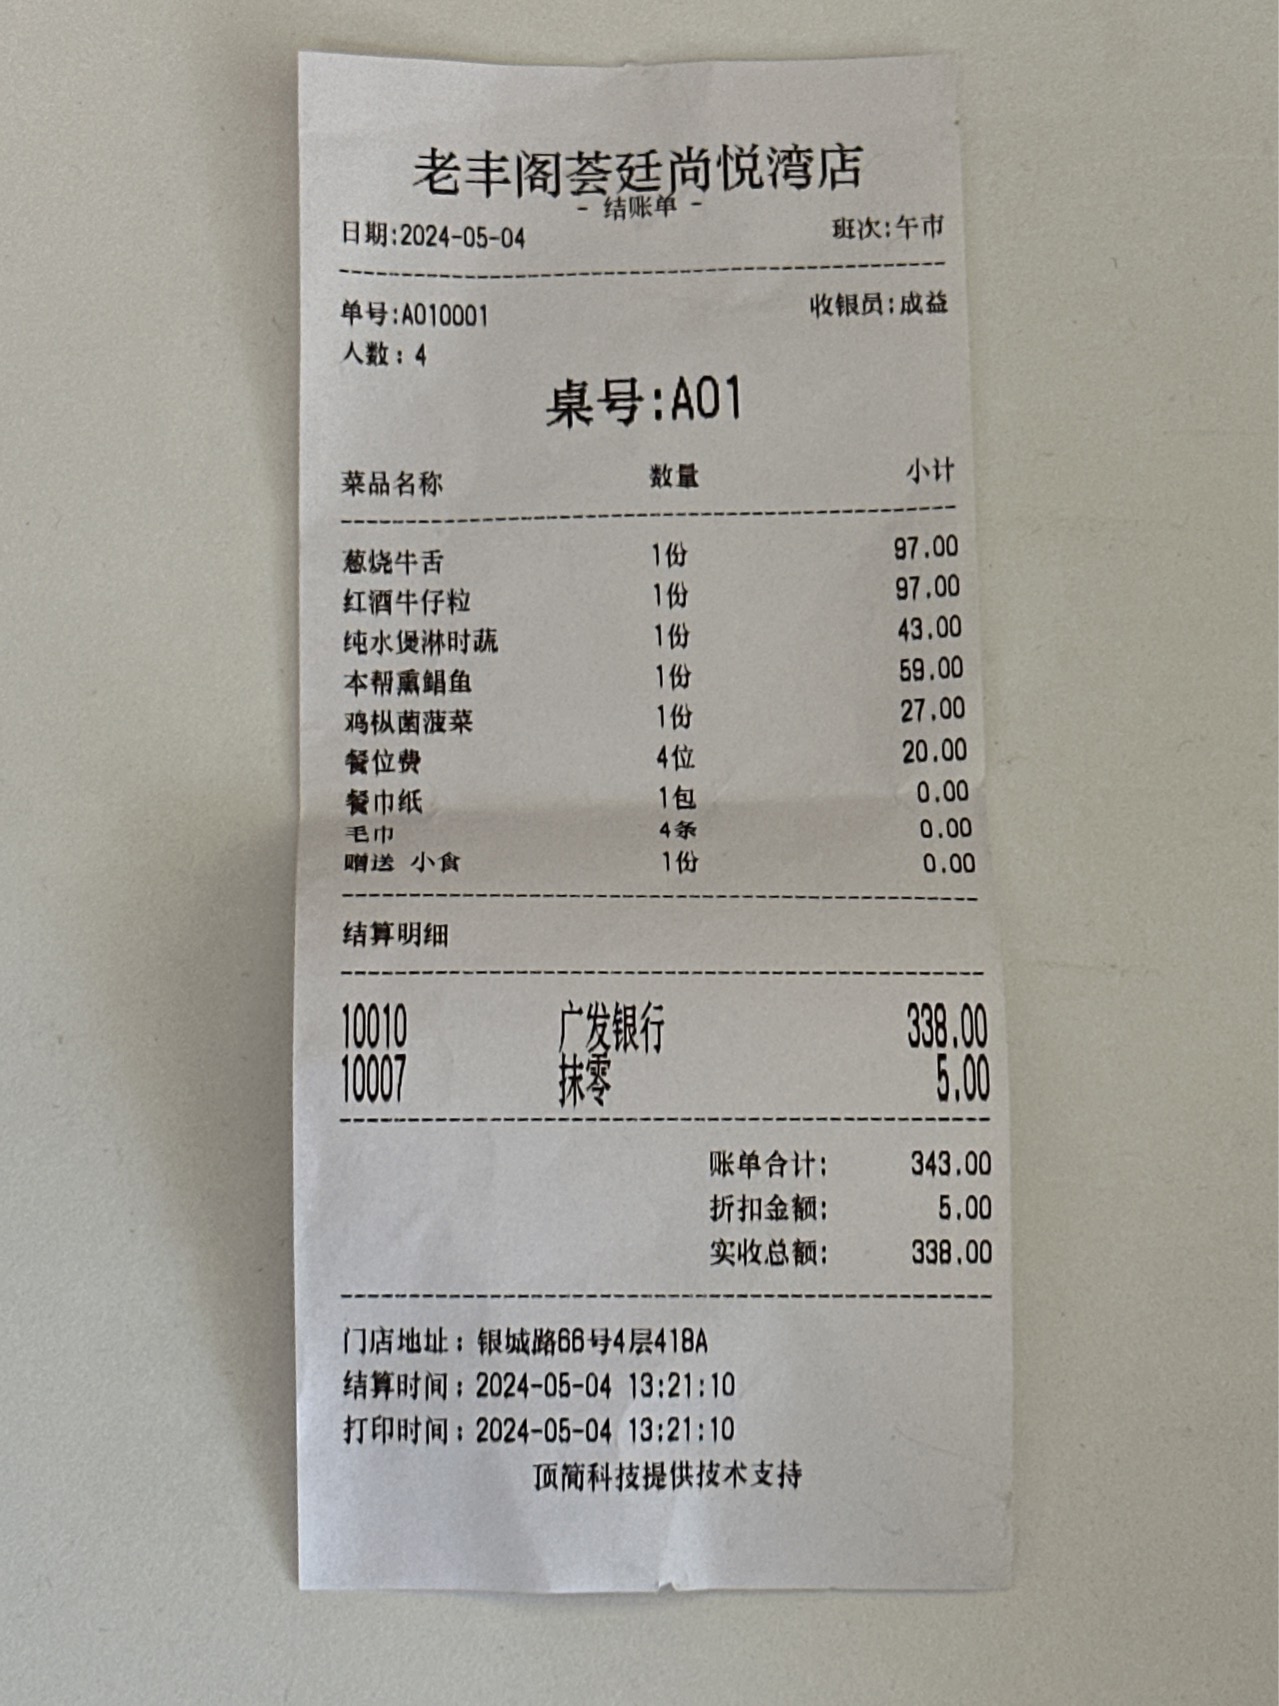 老丰阁荟廷尚悦湾店
- 结账单 -
日期:2024-05-04 班次:午市
单号:A010001 收银员:成益
人数: 4
桌号:A01
菜品名称 数量 小计
葱烧牛舌 1份 97.00
红酒牛仔粒 1份 97.00
纯水煲淋时蔬 1份 43.00
本帮熏鲳鱼 1份 59.00
鸡枞菌菠菜 1份 27.00
餐位费 4位 20.00
餐巾纸 1包 0.00
毛巾 4条 0.00
赠送 小食 1份 0.00
结算明细
10010 广发银行 338.00
10007 抹零 5.00
账单合计: 343.00
折扣金额: 5.00
实收总额: 338.00
门店地址: 银城路66号4层418A
结算时间: 2024-05-04 13:21:10
打印时间: 2024-05-04 13:21:10
顶简科技提供技术支持